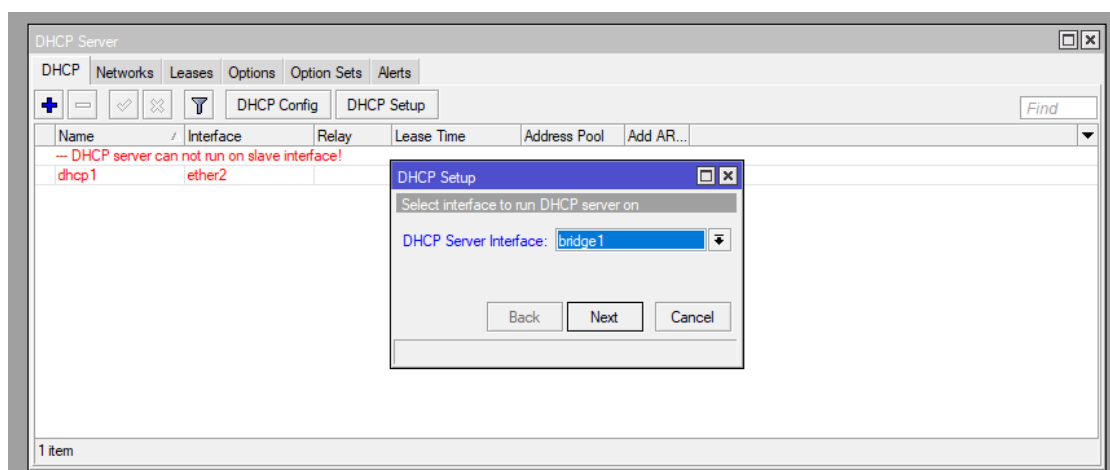 DHCP Server
DHCP Networks Leases Options Option Sets Alerts
DHCP Config DHCP Setup Find
Name Interface Relay Lease Time Address Pool Add AR...
--- DHCP server can not run on slave interface!
dhcp1 ether2
DHCP Setup
Select interface to run DHCP server on
DHCP Server Interface: bridge1
Back Next Cancel
1 item